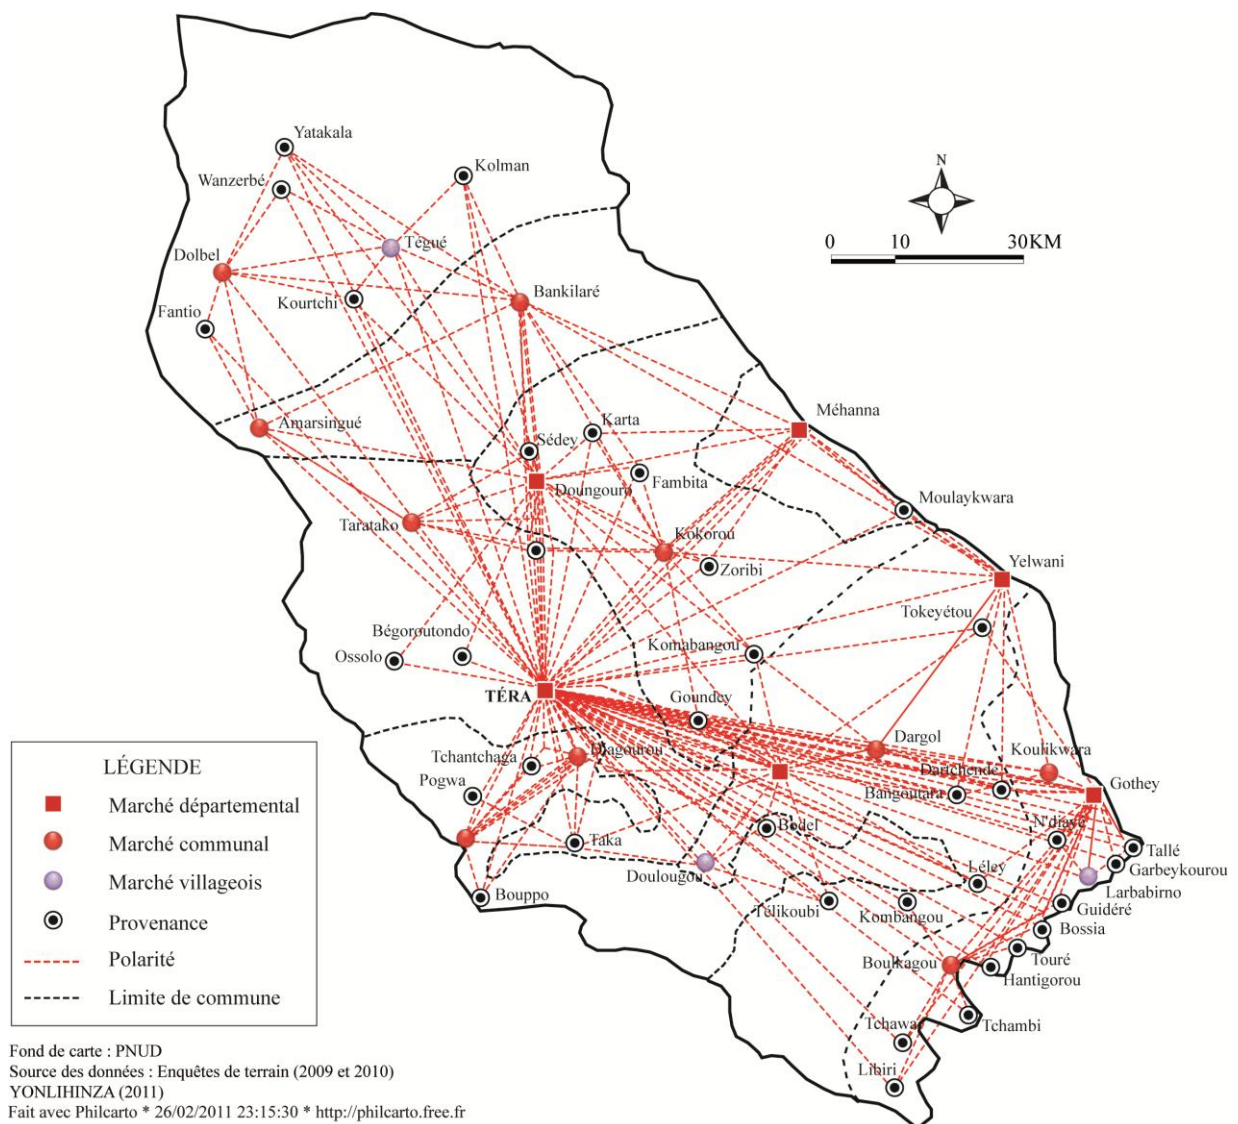 Yatakala
Kolman
Wanzerbé
N
Tégué
0 10 30KM
Dolbel
Kourtchi
Bankilaré
Fantio
Amarsingué
Karta
Méhanna
Sédey
Fambita
Doungouro
Moulaykwara
Taratako
Kokorou
Zoribi
Yelwani
Tokeyétou
Bégoroutondo
Komabangou
Ossolo
TÉRA
Goundey
Dargol
Diagourou
Koulikwara
Tchantchaga
Dartchendé
Gothey
Pogwa
Bangoutara
N'diaye
Bodel
Taka
Tallé
Garbeykourou
Doulougou
Léley
Larbabirno
Bouppo
Télikoubi
Kombangou
Guidéré
Bossia
Boulkagou
Touré
Hantigorou
Tchawa
Tchambi
Libiri
LÉGENDE
Marché départemental
Marché communal
Marché villageois
Provenance
Polarité
Limite de commune
Fond de carte : PNUD
Source des données : Enquêtes de terrain (2009 et 2010)
YONLIHINZA (2011)
Fait avec Philcarto * 26/02/2011 23:15:30 * http://philcarto.free.fr